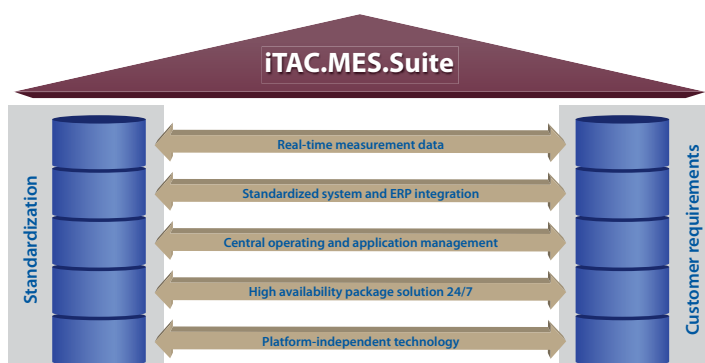 iTAC.MES.Suite
Standardization
Real-time measurement data
Standardized system and ERP integration
Central operating and application management
High availability package solution 24/7
Platform-independent technology
Customer requirements